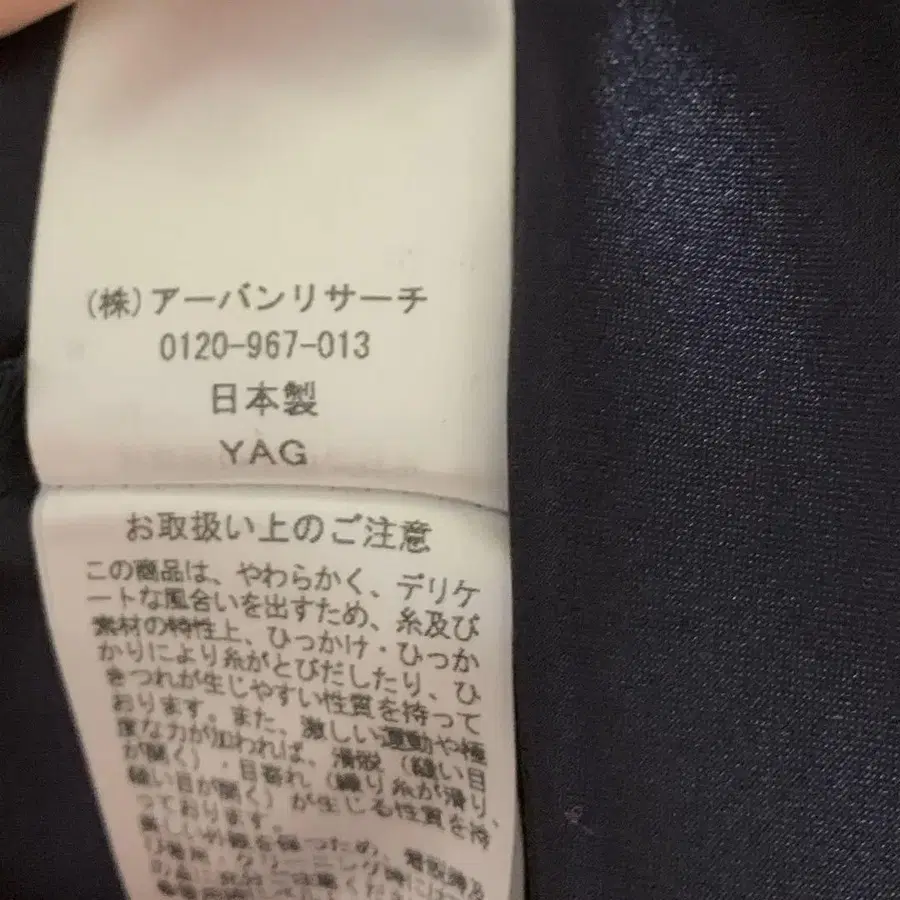 (株)アーバンリサーチ
0120-967-013
日本製
YAG
お取扱い上のご注意
この商品は、やわらかく、デリケ
ートな風合いを出すため、糸及び
素材の特性上、ひっかけ・ひっか
かりにより糸がとびだしたり、ひ
きつれが生じやすい性質を持って
おります。また、激しい運動や極
度な力が加われば、滑脱（縫い目
が開く）・目寄れ（織り糸が滑り、
縫い目が開く）が生じる性質を持
っております。